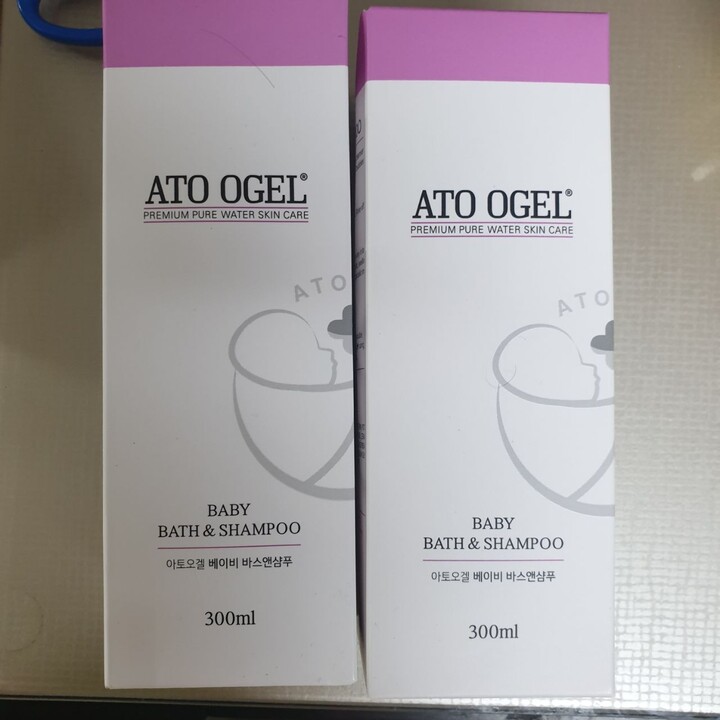 ATO OGEL®
PREMIUM PURE WATER SKIN CARE
ATO
BABY
BATH & SHAMPOO
아토오겔 베이비 바스앤샴푸
300ml
ATO OGEL®
PREMIUM PURE WATER SKIN CARE
ATO
BABY
BATH & SHAMPOO
아토오겔 베이비 바스앤샴푸
300ml